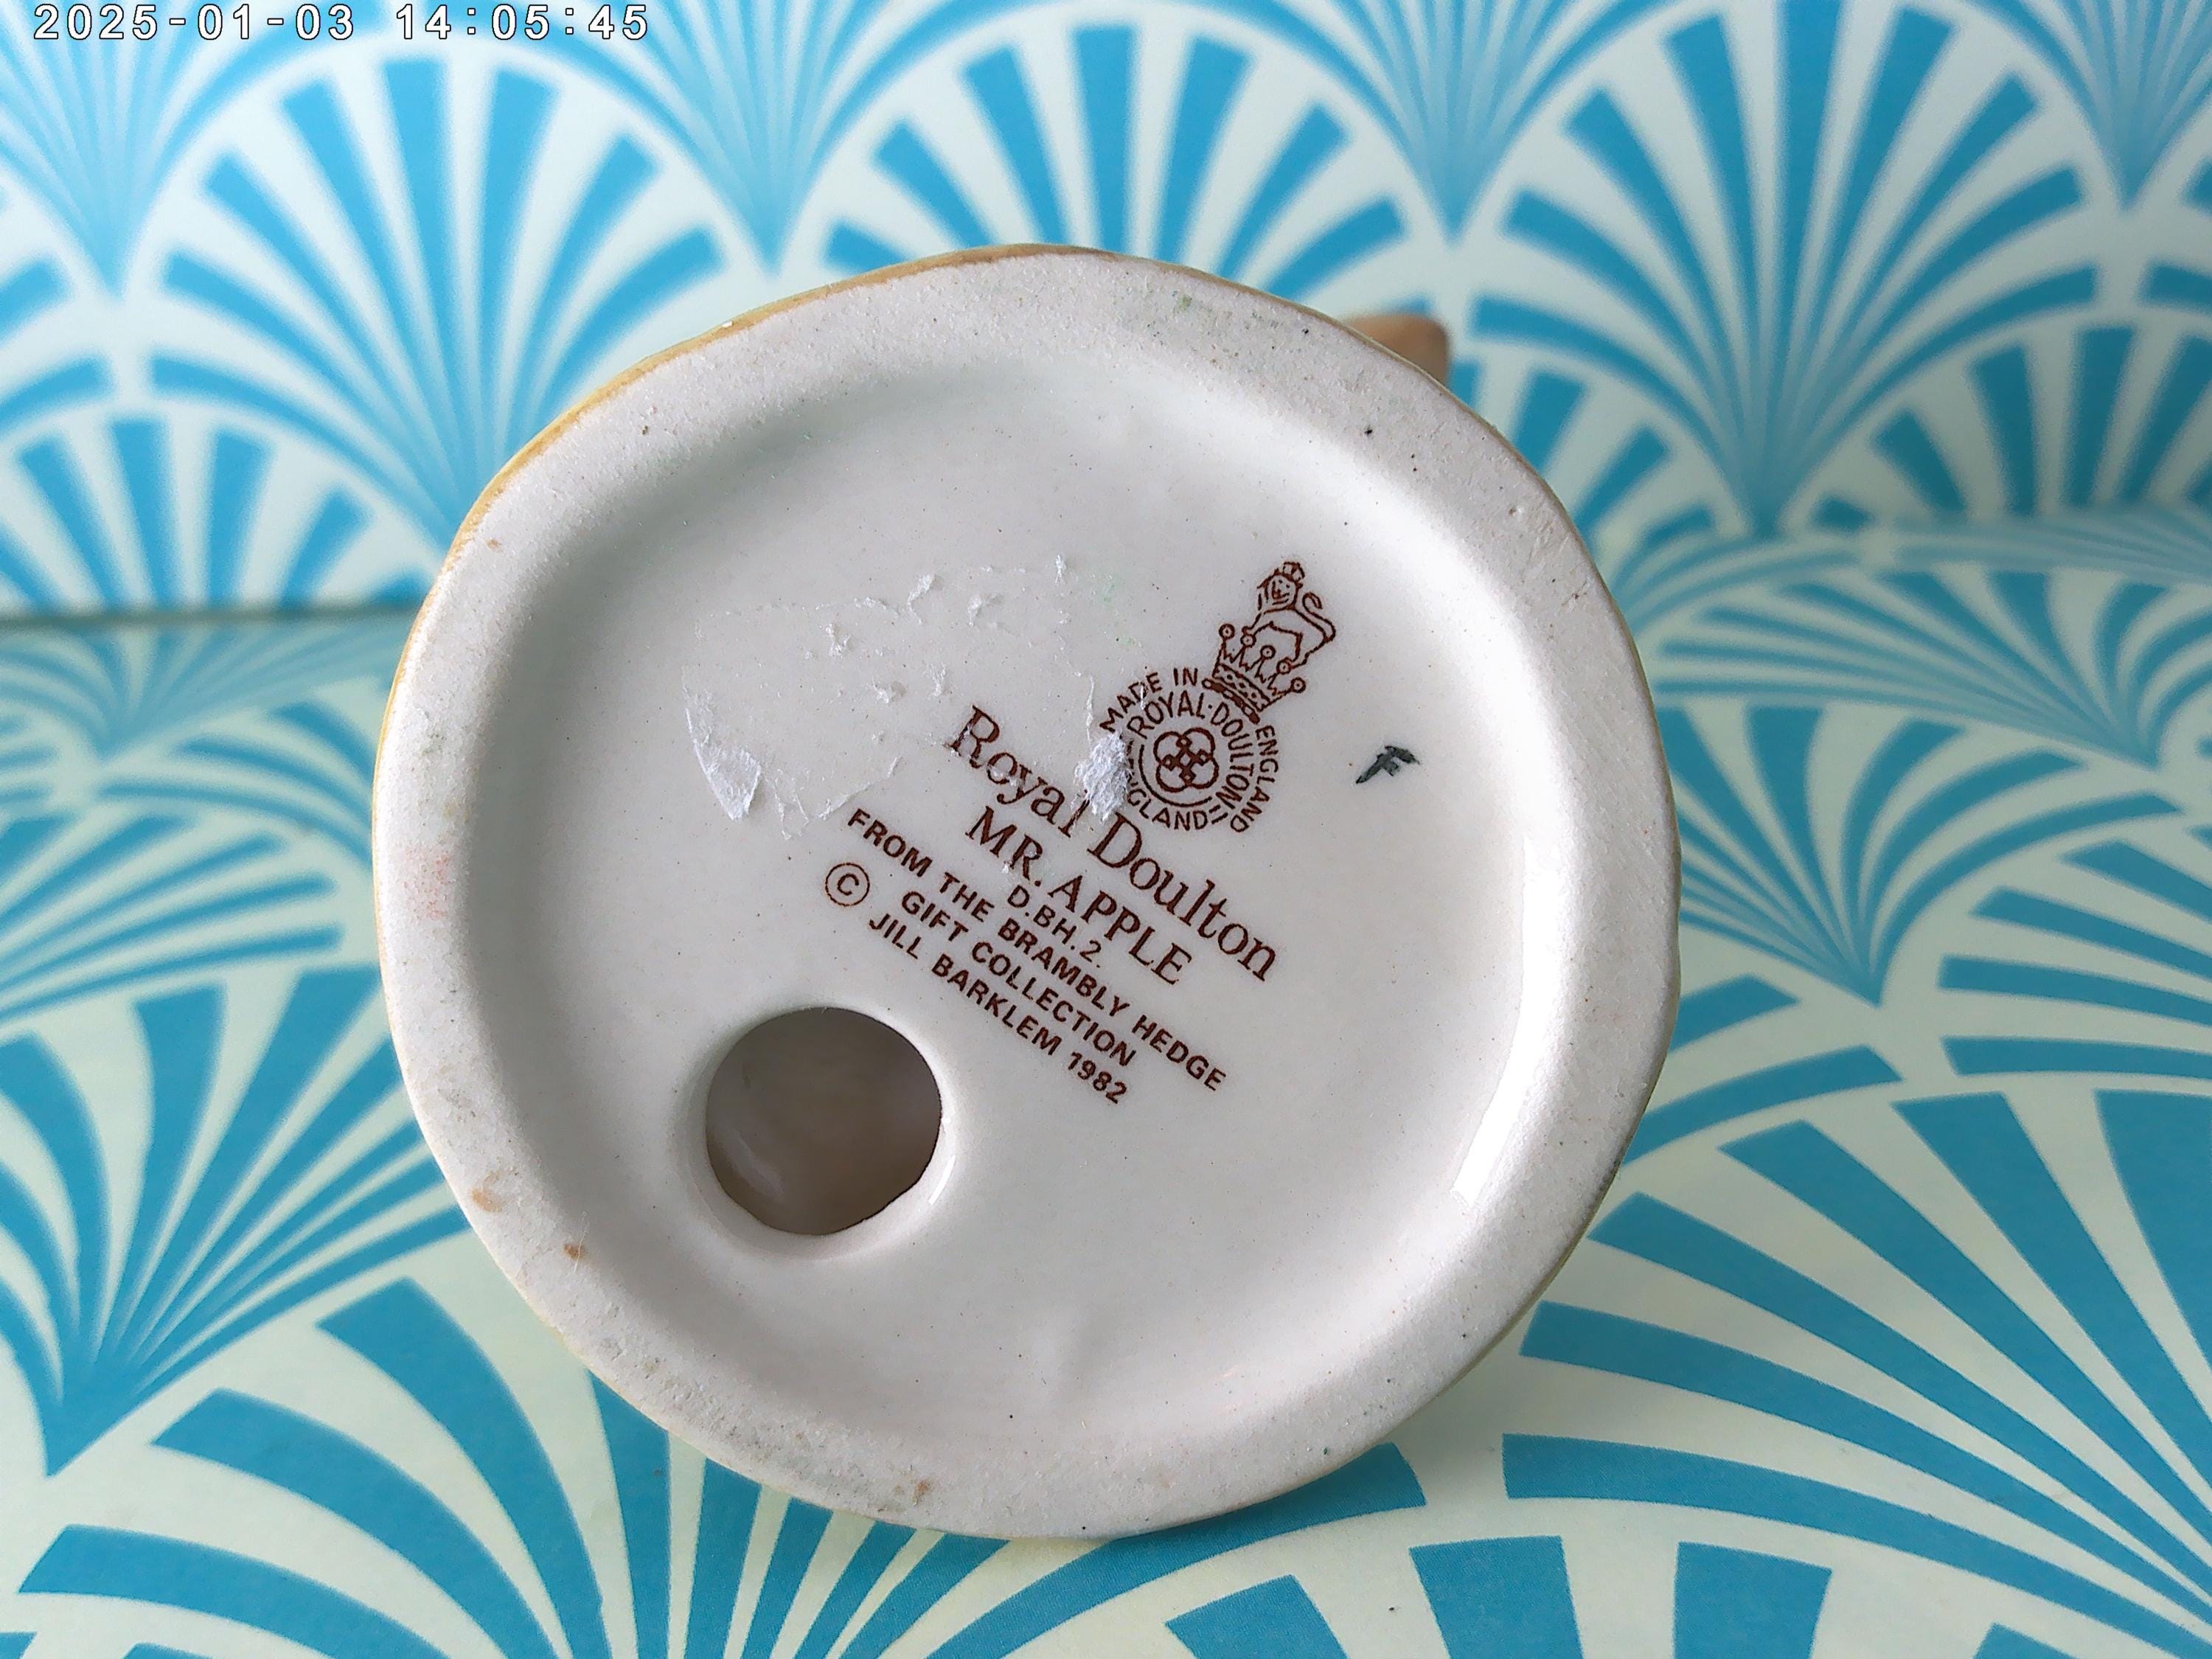 2025-01-03 14:05:45
MADE IN ENGLAND
ROYAL·DOULTON
ENGLAND
F
Royal Doulton
MR. APPLE
D.BH.2.
FROM THE BRAMBLY HEDGE
GIFT COLLECTION
© JILL BARKLEM 1982